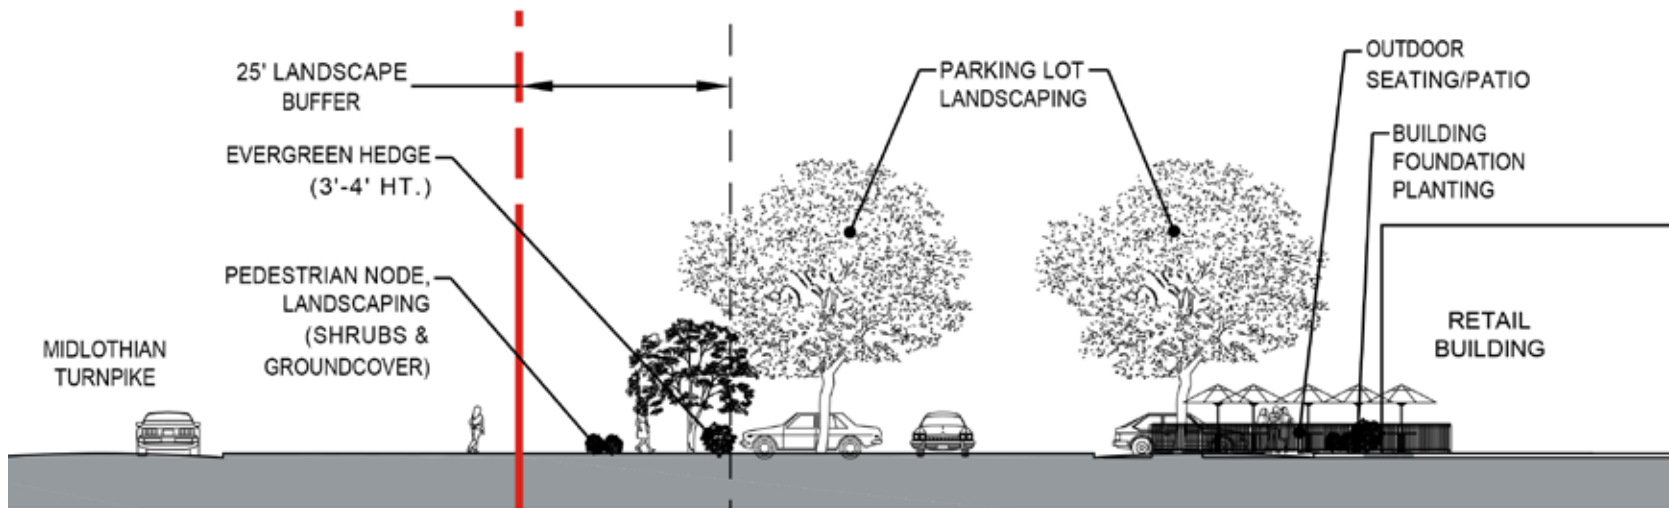 25' LANDSCAPE
BUFFER
EVERGREEN HEDGE
(3'-4' HT.)
PEDESTRIAN NODE,
LANDSCAPING
(SHRUBS &
GROUNDCOVER)
MIDLOTHIAN
TURNPIKE
PARKING LOT
LANDSCAPING
OUTDOOR
SEATING/PATIO
BUILDING
FOUNDATION
PLANTING
RETAIL
BUILDING